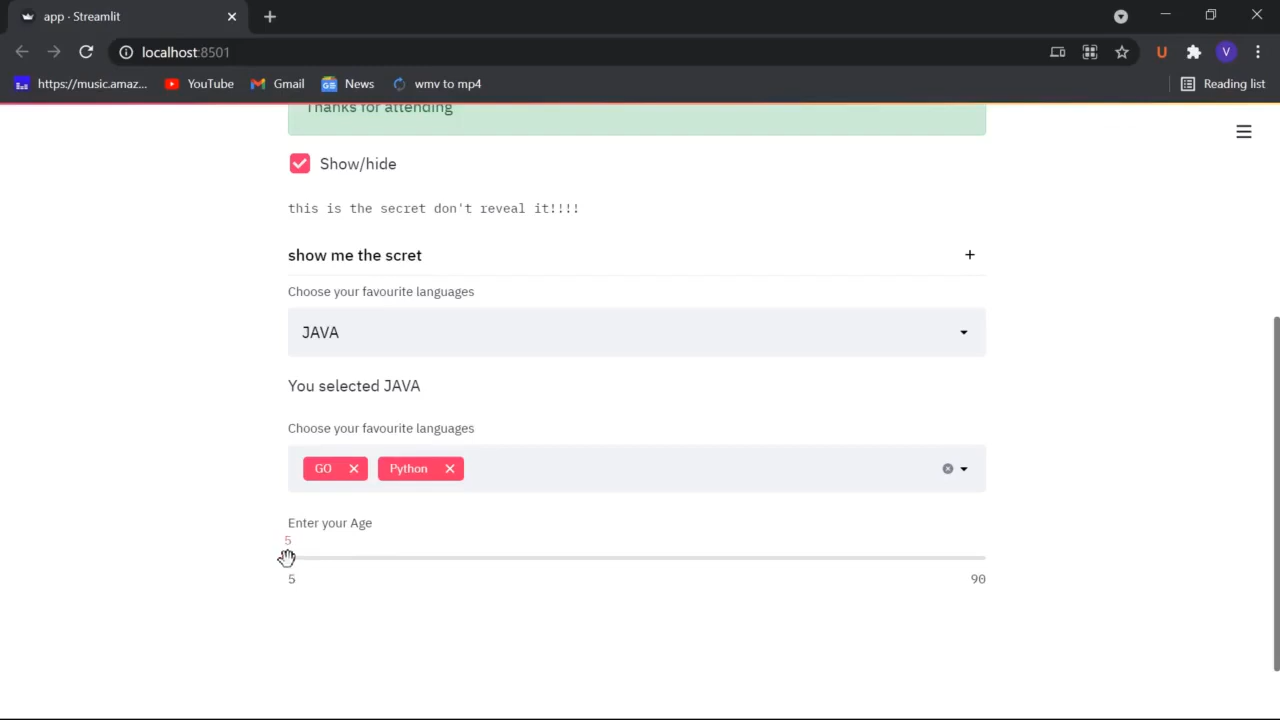 app · Streamlit
localhost:8501
https://music.amaz...
YouTube
Gmail
News
wmv to mp4
Reading list
Thanks for attending
Show/hide
this is the secret don't reveal it!!!!
show me the scret
Choose your favourite languages
JAVA
You selected JAVA
Choose your favourite languages
GO
Python
Enter your Age
5
5
90